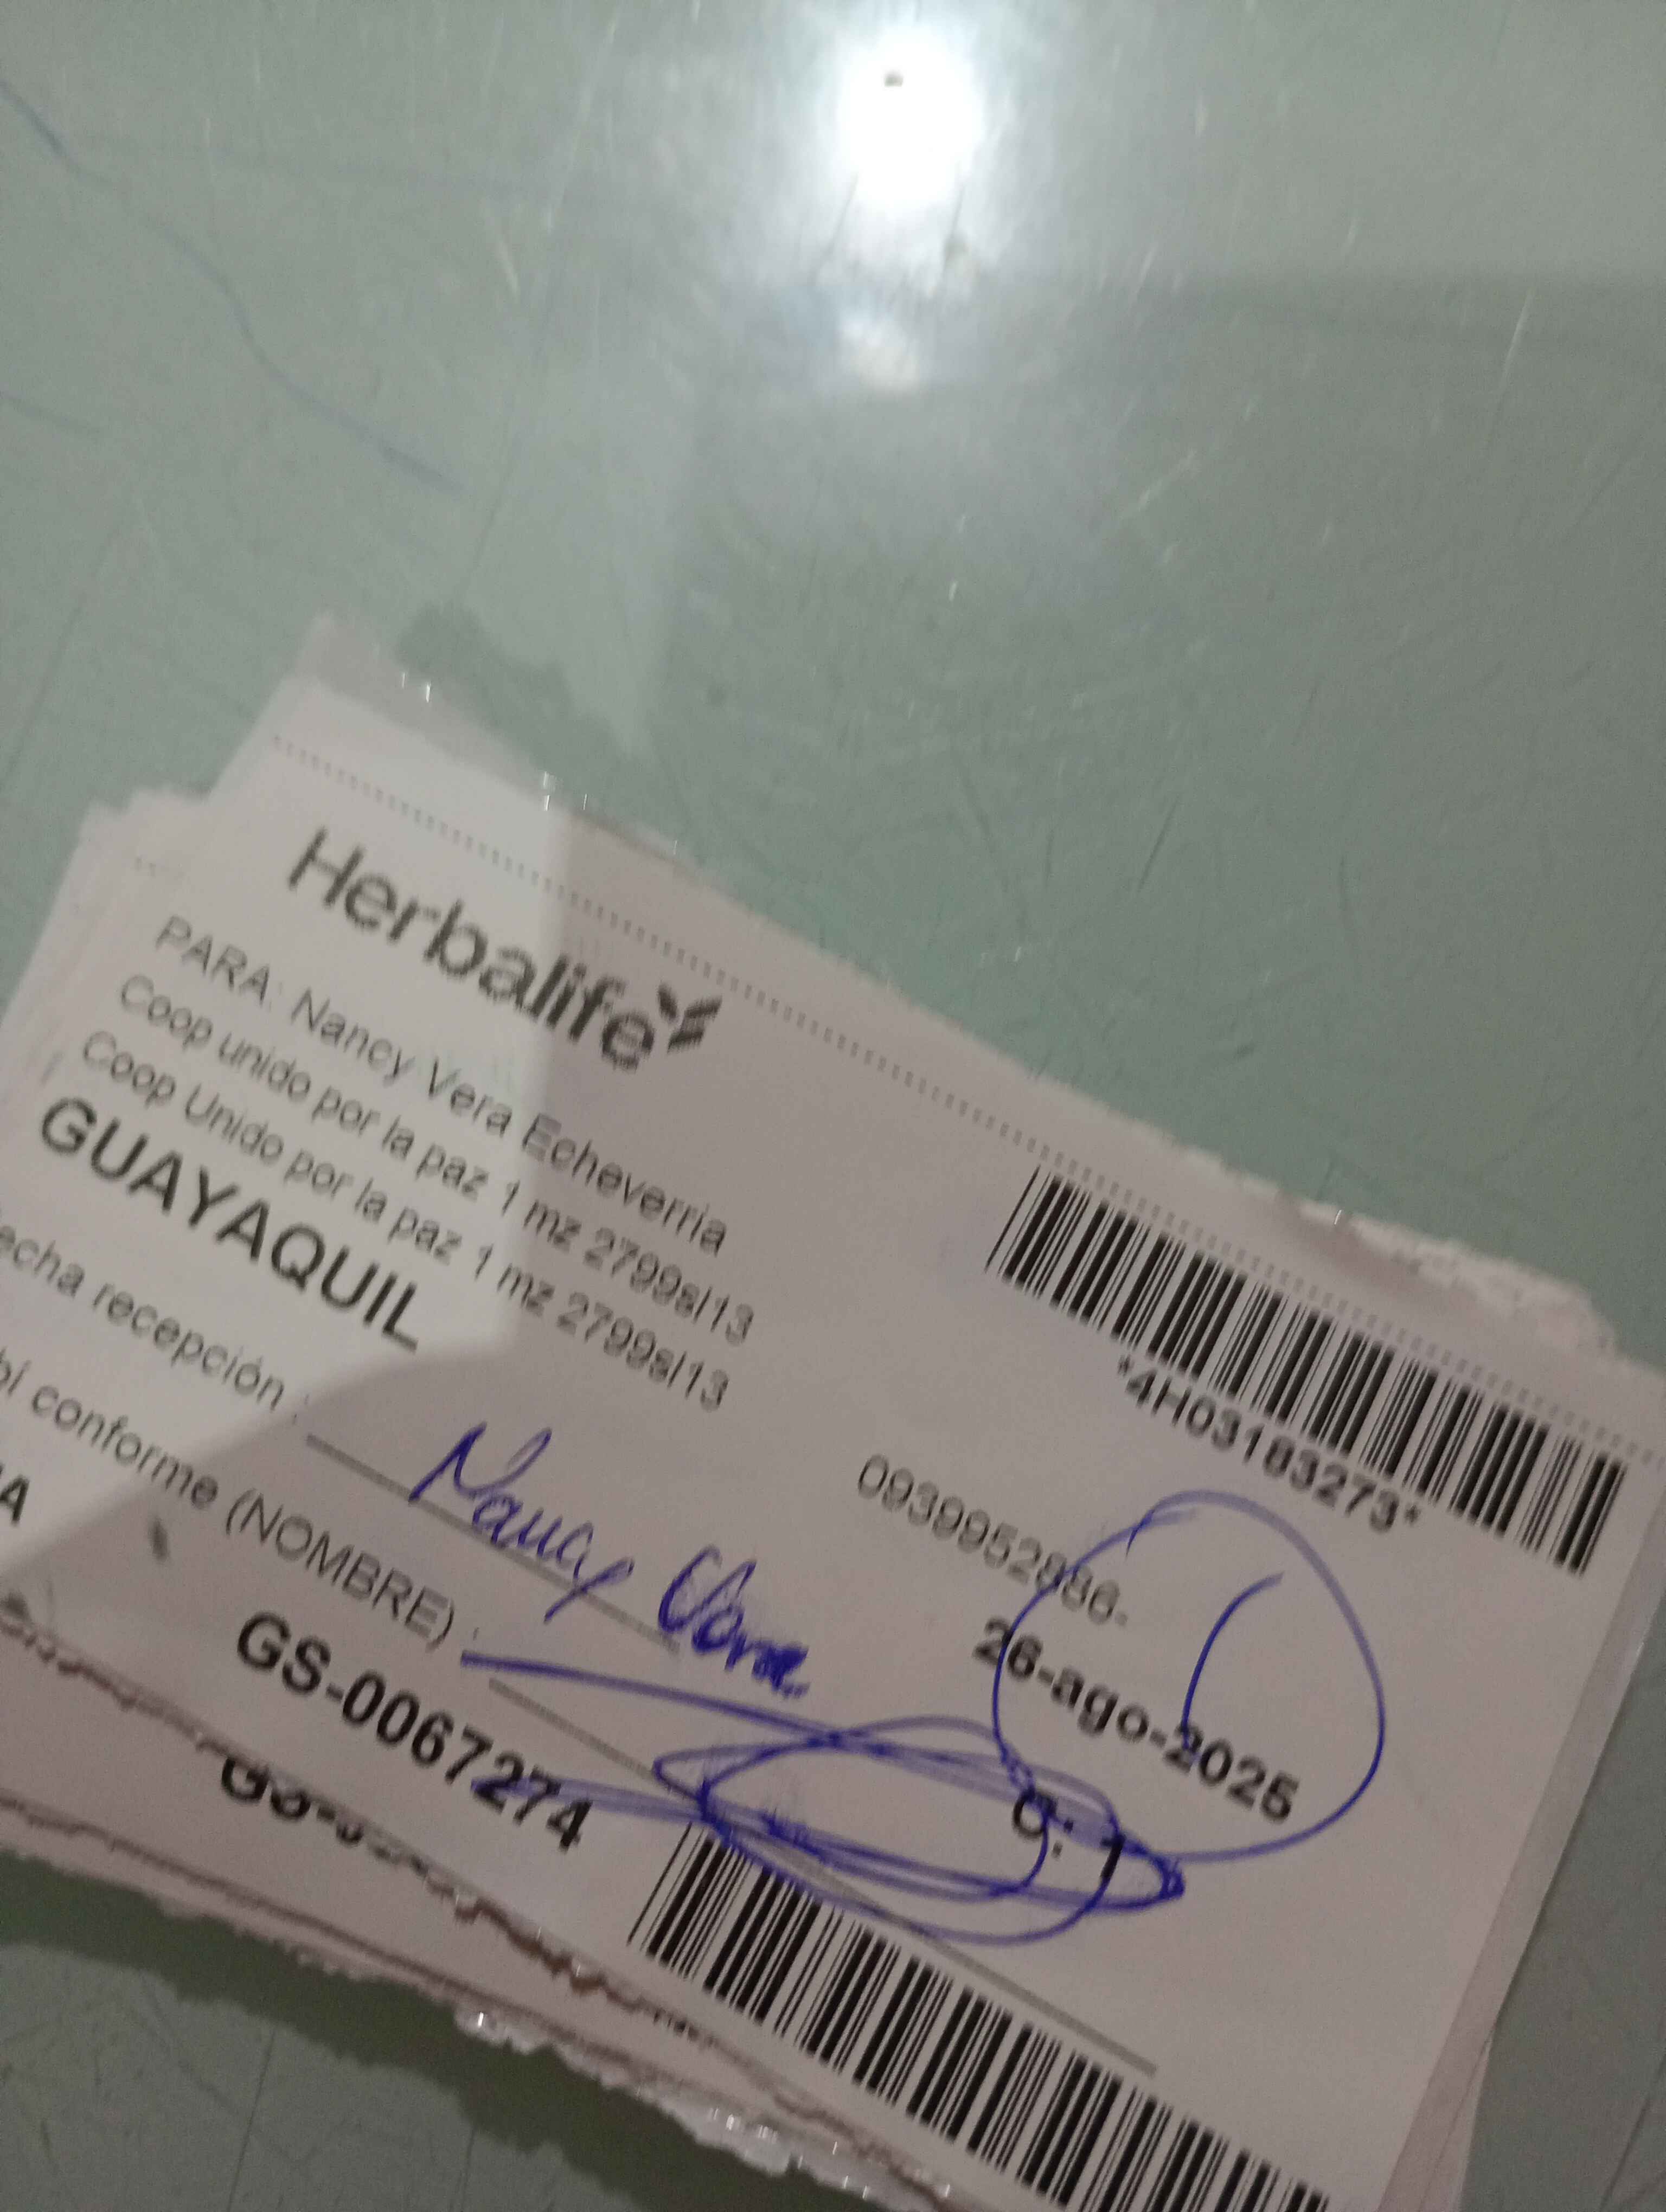 Herbalife
PARA: Nancy Vera Echeverria
Coop unido por la paz 1 mz 2799sl13
Coop Unido por la paz 1 mz 2799sl13
GUAYAQUIL
*4H03183273*
0939952886-
26-ago-2025
echa recepción :
Nancy Vera
bí conforme (NOMBRE) :
C: 1
GS-0067274